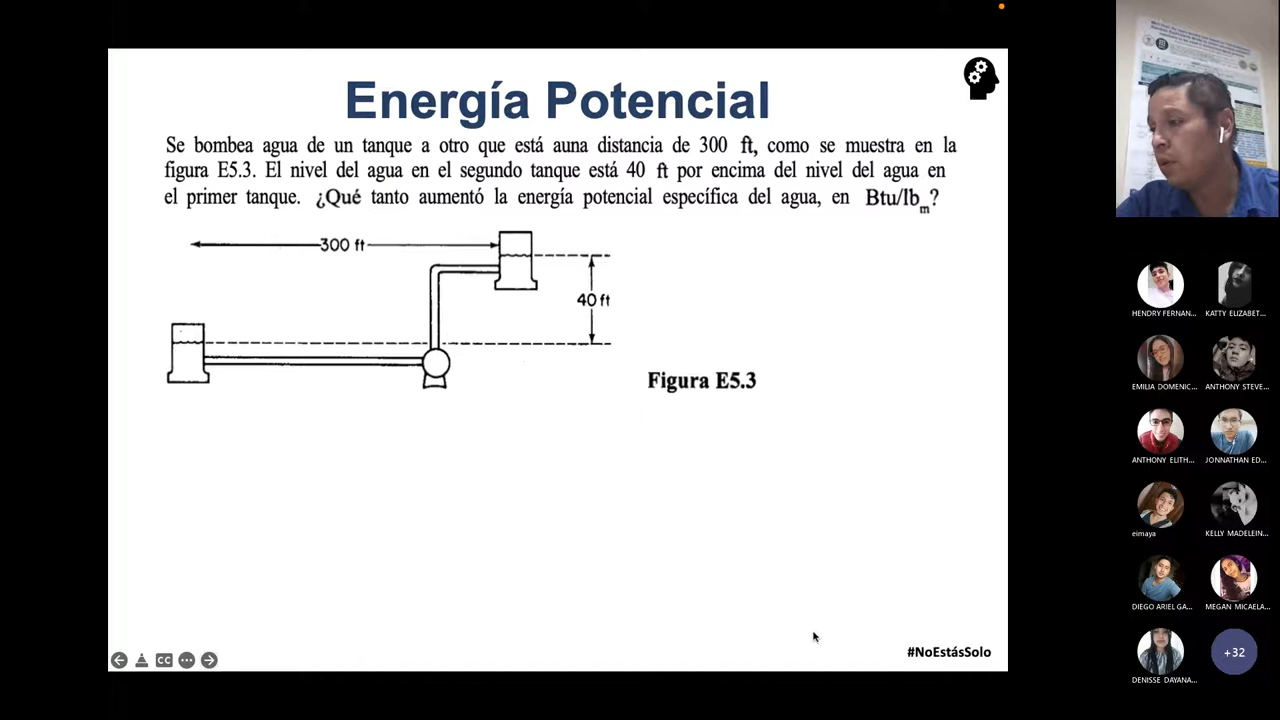 Energía Potencial
Se bombea agua de un tanque a otro que está auna distancia de 300 ft, como se muestra en la
figura E5.3. El nivel del agua en el segundo tanque está 40 ft por encima del nivel del agua en
el primer tanque. ¿Qué tanto aumentó la energía potencial específica del agua, en Btu/lbm?
300 ft
40 ft
Figura E5.3
CC
#NoEstásSolo
HENDRY FERNAN...
KATTY ELIZABET...
EMILIA DOMENIC...
ANTHONY STEVE...
ANTHONY ELITH...
JONNATHAN ED...
eimaya
KELLY MADELEIN...
DIEGO ARIEL GA...
MEGAN MICAELA...
DENISSE DAYANA...
+32